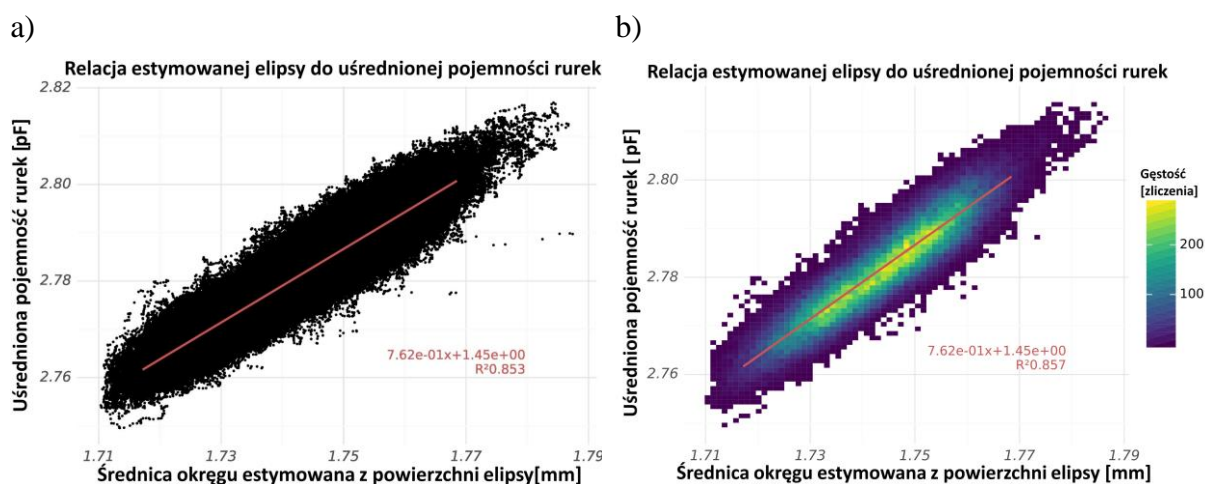 a)
Relacja estymowanej elipsy do uśrednionej pojemności rurek
Uśredniona pojemność rurek [pF]
2.82
2.80
2.78
2.76
7.62e-01x+1.45e+00
R²0.853
1.71
1.73
1.75
1.77
1.79
Średnica okręgu estymowana z powierzchni elipsy[mm]
b)
Relacja estymowanej elipsy do uśrednionej pojemności rurek
Uśredniona pojemność rurek [pF]
2.80
2.78
2.76
7.62e-01x+1.45e+00
R²0.857
1.71
1.73
1.75
1.77
1.79
Średnica okręgu estymowana z powierzchni elipsy [mm]
Gęstość
[zliczenia]
200
100